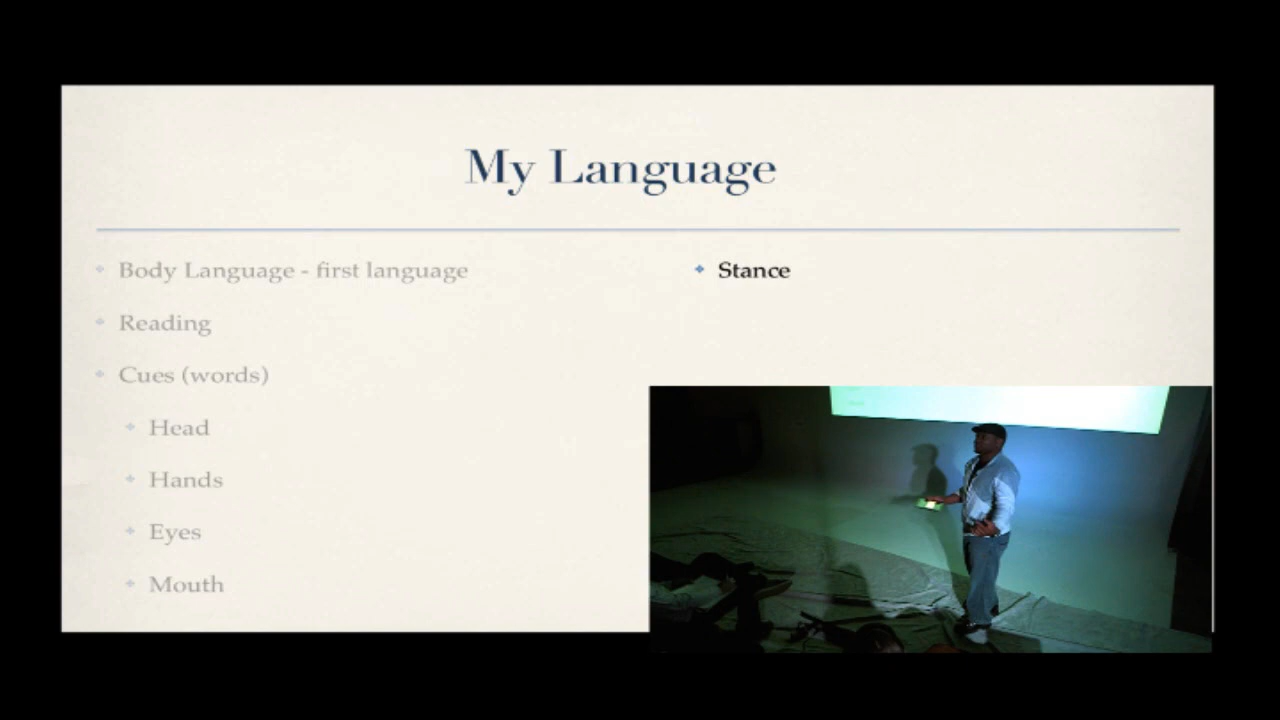 My Language
Body Language - first language
Reading
Cues (words)
Head
Hands
Eyes
Mouth
Stance